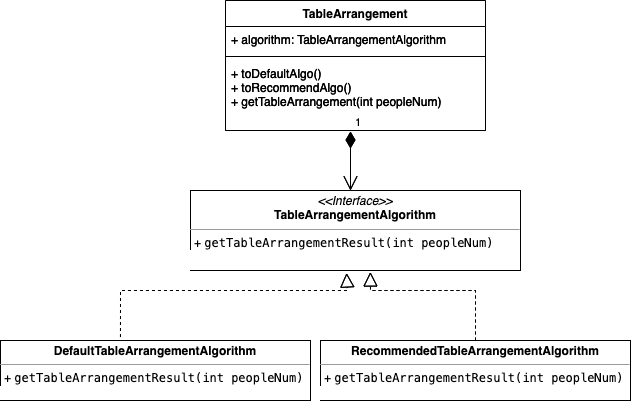 TableArrangement
+ algorithm: TableArrangementAlgorithm
+ toDefaultAlgo()
+ toRecommendAlgo()
+ getTableArrangement(int peopleNum)
1
<<Interface>>
TableArrangementAlgorithm
+ getTableArrangementResult(int peopleNum)
DefaultTableArrangementAlgorithm
+ getTableArrangementResult(int peopleNum)
RecommendedTableArrangementAlgorithm
+ getTableArrangementResult(int peopleNum)